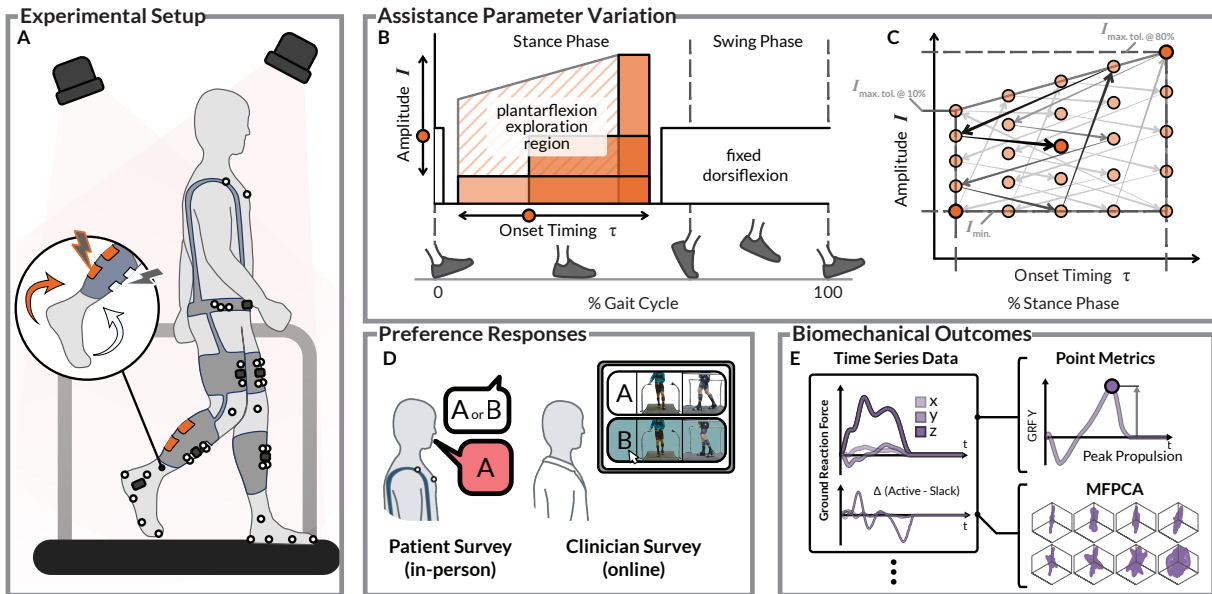 Experimental Setup
A
Assistance Parameter Variation
B
Stance Phase
Swing Phase
Amplitude I
plantarflexion
exploration
region
fixed
dorsiflexion
Onset Timing τ
0
% Gait Cycle
100
C
I max. tol. @ 80%
I max. tol. @ 10%
Amplitude I
I min.
Onset Timing τ
% Stance Phase
Preference Responses
D
A or B
A
A
B
Patient Survey
(in-person)
Clinician Survey
(online)
Biomechanical Outcomes
E
Time Series Data
Ground Reaction Force
x
y
z
t
Δ (Active - Slack)
t
Point Metrics
GRF Y
t
Peak Propulsion
MFPCA